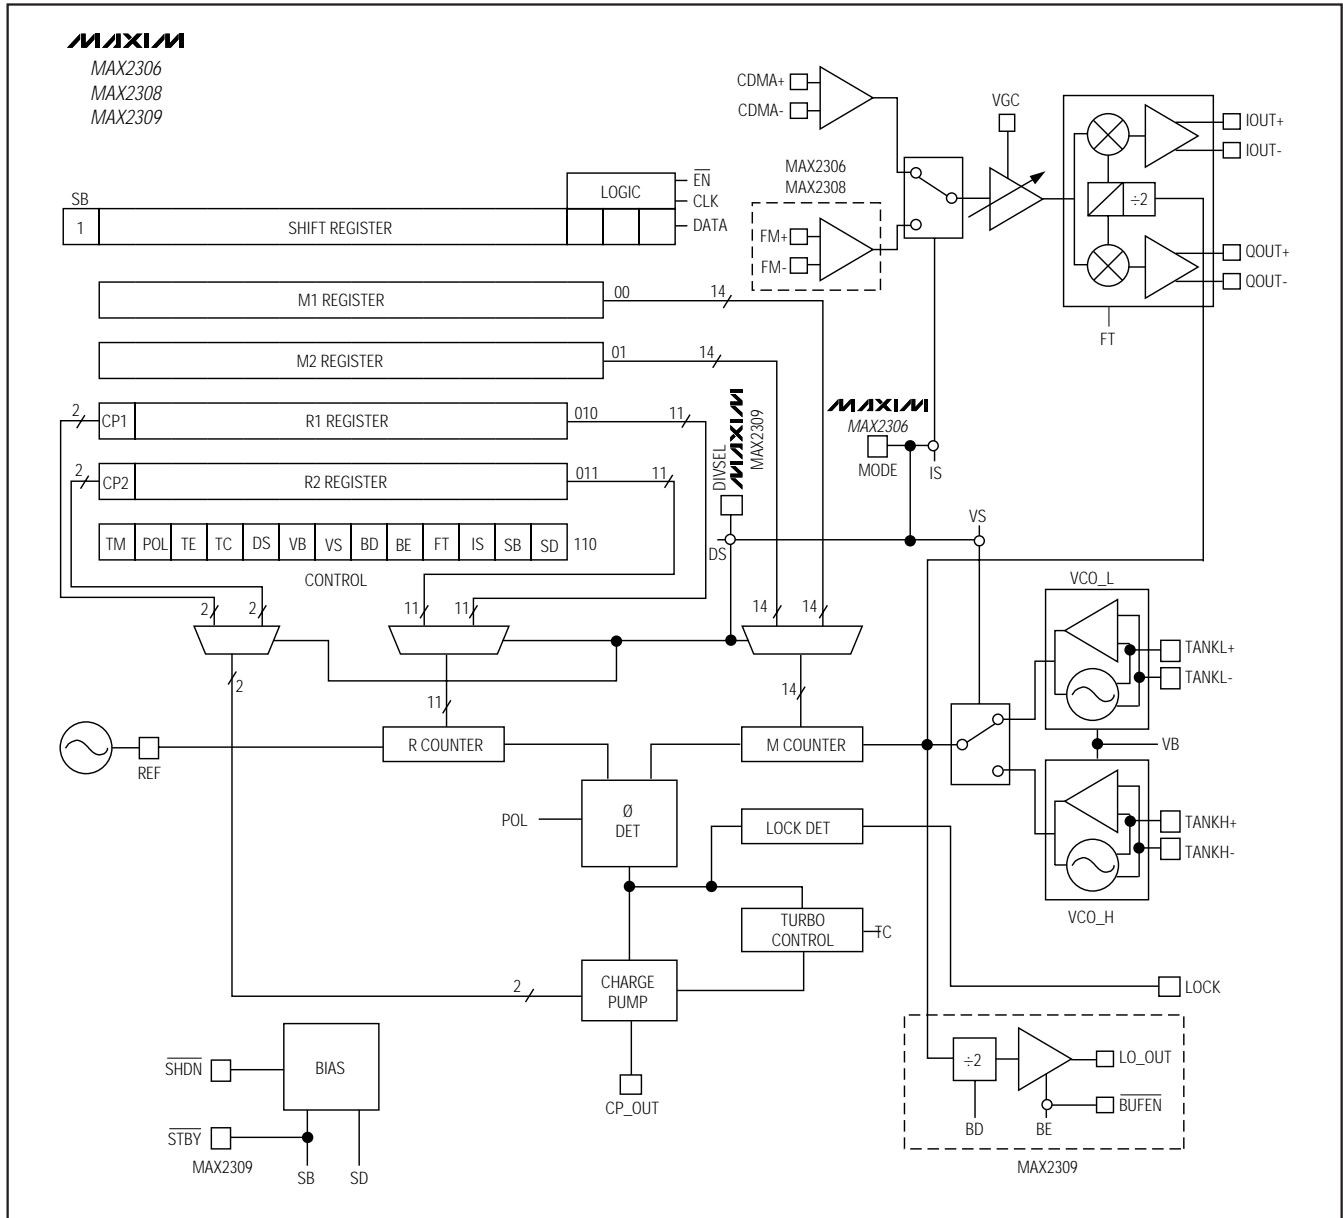 MAXIM
MAX2306
MAX2308
MAX2309
CDMA+
CDMA-
VGC
IOUT+
IOUT-
÷2
QOUT+
QOUT-
FT
MAX2306
MAX2308
FM+
FM-
SB
1
SHIFT REGISTER
LOGIC
EN
CLK
DATA
M1 REGISTER
00
14
M2 REGISTER
01
14
2
CP1
R1 REGISTER
010
11
2
CP2
R2 REGISTER
011
11
TM POL TE TC DS VB VS BD BE FT IS SB SD 110
CONTROL
DIVSEL
MAXIM
MAX2309
DS
MAXIM
MAX2306
MODE
IS
VS
2
2
11
11
14
14
2
11
14
VCO_L
TANKL+
TANKL-
VB
TANKH+
TANKH-
VCO_H
REF
R COUNTER
M COUNTER
POL
Ø
DET
LOCK DET
TURBO
CONTROL
TC
2
CHARGE
PUMP
CP_OUT
LOCK
÷2
LO_OUT
BUFEN
BD
BE
MAX2309
SHDN
BIAS
STBY
MAX2309
SB
SD